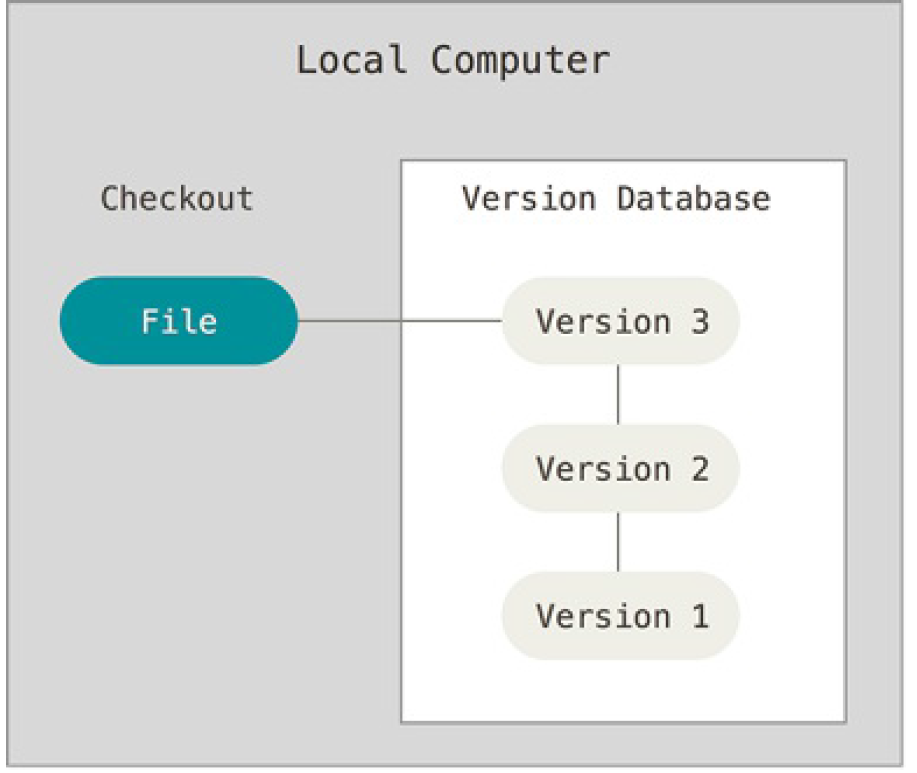 Local Computer
Checkout
Version Database
File
Version 3
Version 2
Version 1